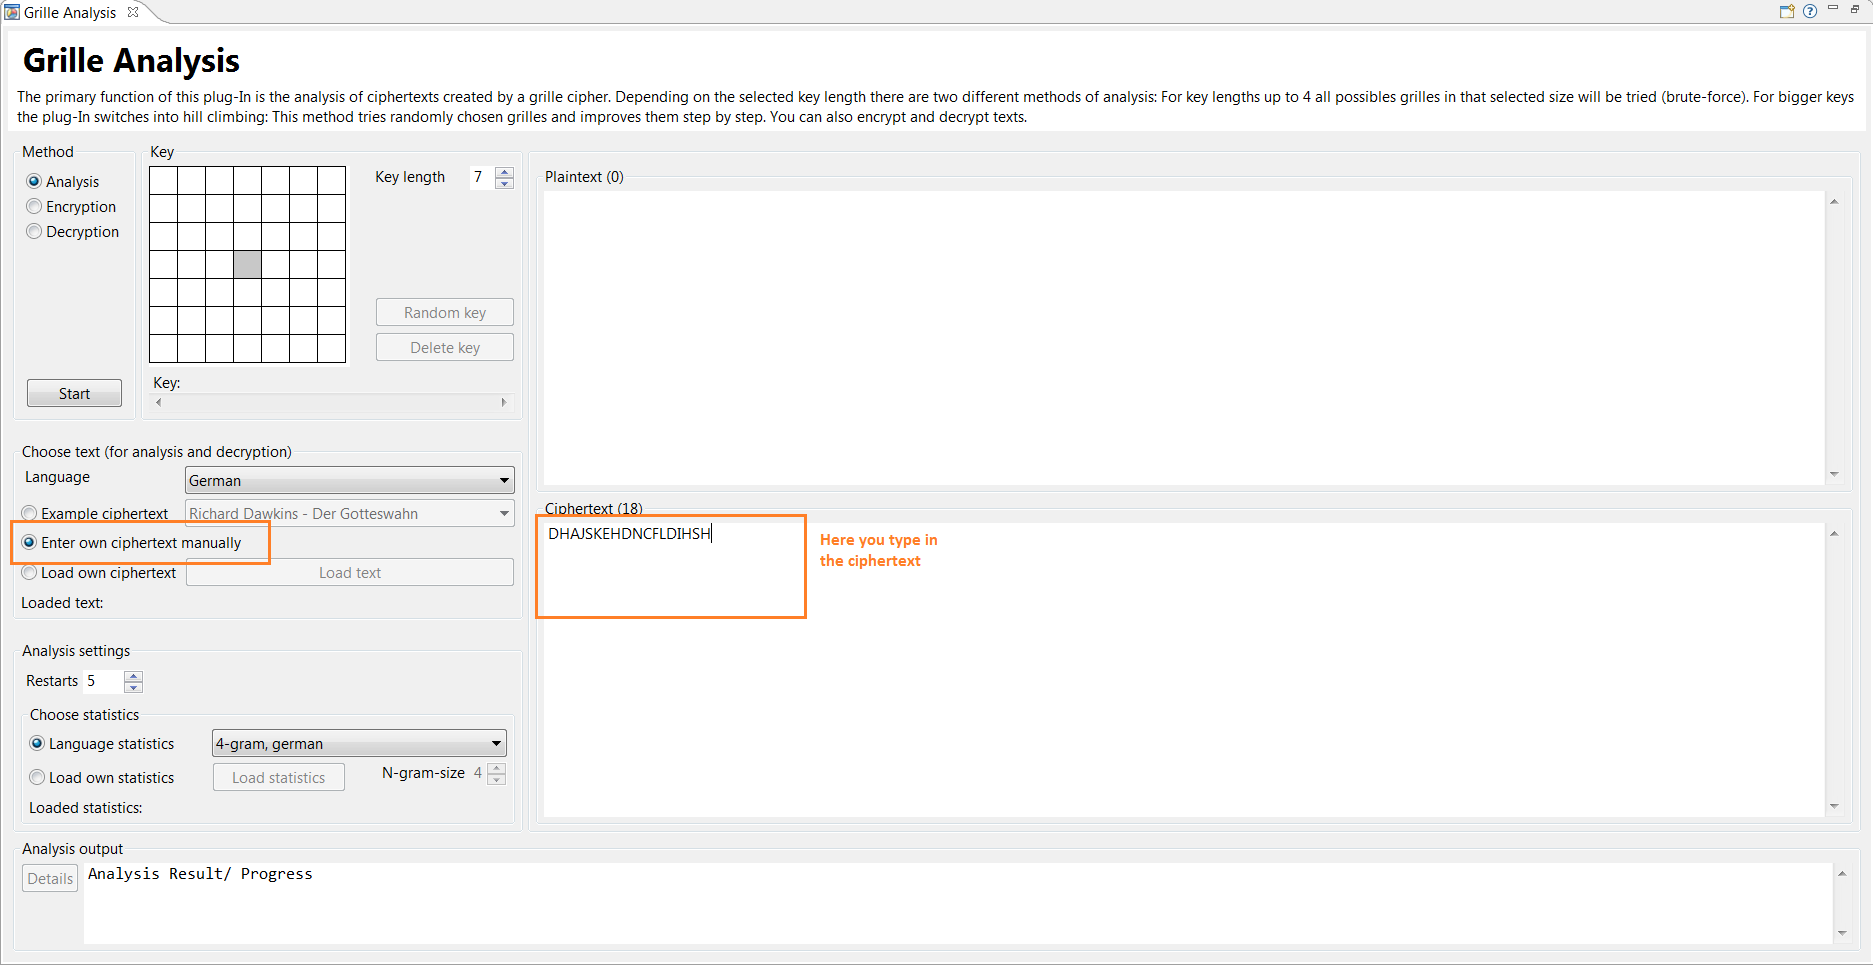 Grille Analysis
Grille Analysis
The primary function of this plug-In is the analysis of ciphertexts created by a grille cipher. Depending on the selected key length there are two different methods of analysis: For key lengths up to 4 all possibles grilles in that selected size will be tried (brute-force). For bigger keys
the plug-In switches into hill climbing: This method tries randomly chosen grilles and improves them step by step. You can also encrypt and decrypt texts.
Method
Analysis
Encryption
Decryption
Start
Key
Key length 7
Random key
Delete key
Key:
Choose text (for analysis and decryption)
Language German
Example ciphertext Richard Dawkins - Der Gotteswahn
Enter own ciphertext manually
Load own ciphertext Load text
Loaded text:
Analysis settings
Restarts 5
Choose statistics
Language statistics 4-gram, german
Load own statistics Load statistics N-gram-size 4
Loaded statistics:
Plaintext (0)
Ciphertext (18)
DHAJSKEHDNCFLDIHSH
Here you type in
the ciphertext
Analysis output
Details Analysis Result/ Progress